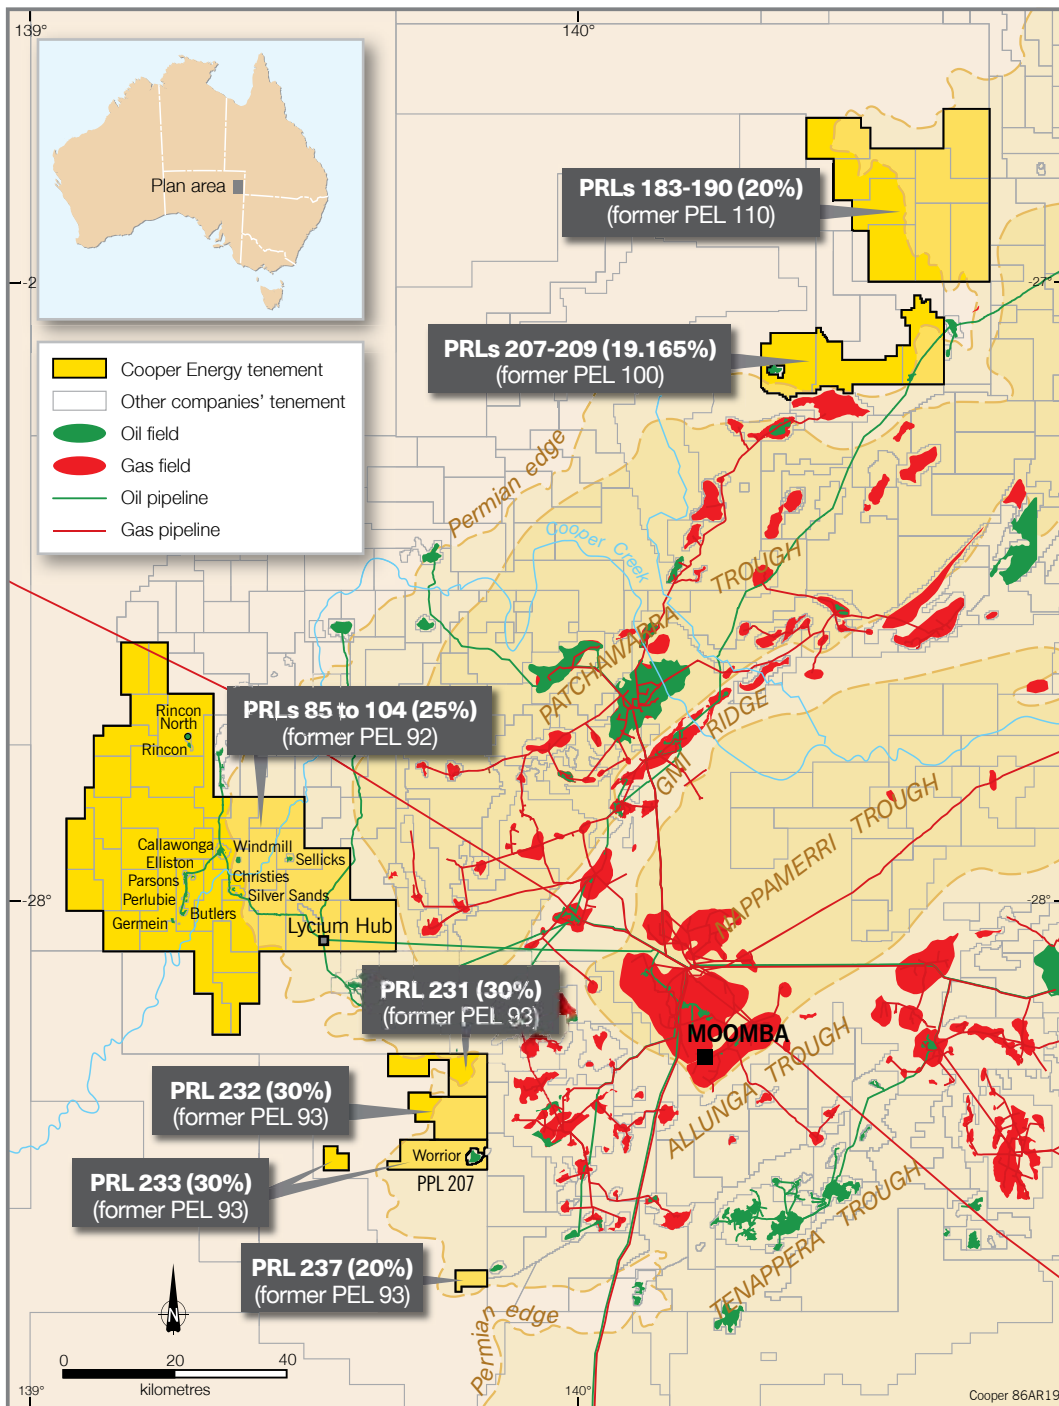 139°
140°
Plan area
PRLs 183-190 (20%)
(former PEL 110)
-2
-27°
PRLs 207-209 (19.165%)
(former PEL 100)
Cooper Energy tenement
Other companies' tenement
Oil field
Gas field
Oil pipeline
Gas pipeline
Permian edge
Cooper Creek
PATCHAWARRA TROUGH
GMI RIDGE
NAPPAMERRI TROUGH
PRLs 85 to 104 (25%)
(former PEL 92)
Rincon
North
Rincon
Callawonga
Windmill
Elliston
Sellicks
Parsons
Christies
Perlubie
Silver Sands
Germein
Butlers
Lycium Hub
-28°
-28°
PRL 231 (30%)
(former PEL 93)
MOOMBA
ALLUNGA TROUGH
PRL 232 (30%)
(former PEL 93)
Worrior
PPL 207
PRL 233 (30%)
(former PEL 93)
TENAPPERA TROUGH
PRL 237 (20%)
(former PEL 93)
Permian edge
N
0
20
40
kilometres
139°
140°
Cooper 86AR19